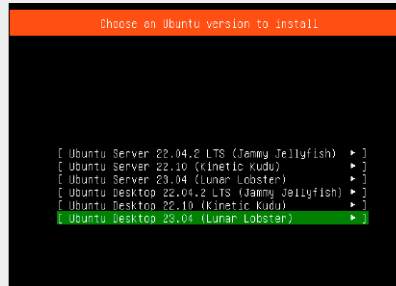 Choose an Ubuntu version to install
[ Ubuntu Server 22.04.2 LTS (Jammy Jellyfish) ► ]
[ Ubuntu Server 22.10 (Kinetic Kudu) ► ]
[ Ubuntu Server 23.04 (Lunar Lobster) ► ]
[ Ubuntu Desktop 22.04.2 LTS (Jammy Jellyfish) ► ]
[ Ubuntu Desktop 22.10 (Kinetic Kudu) ► ]
[ Ubuntu Desktop 23.04 (Lunar Lobster) ► ]